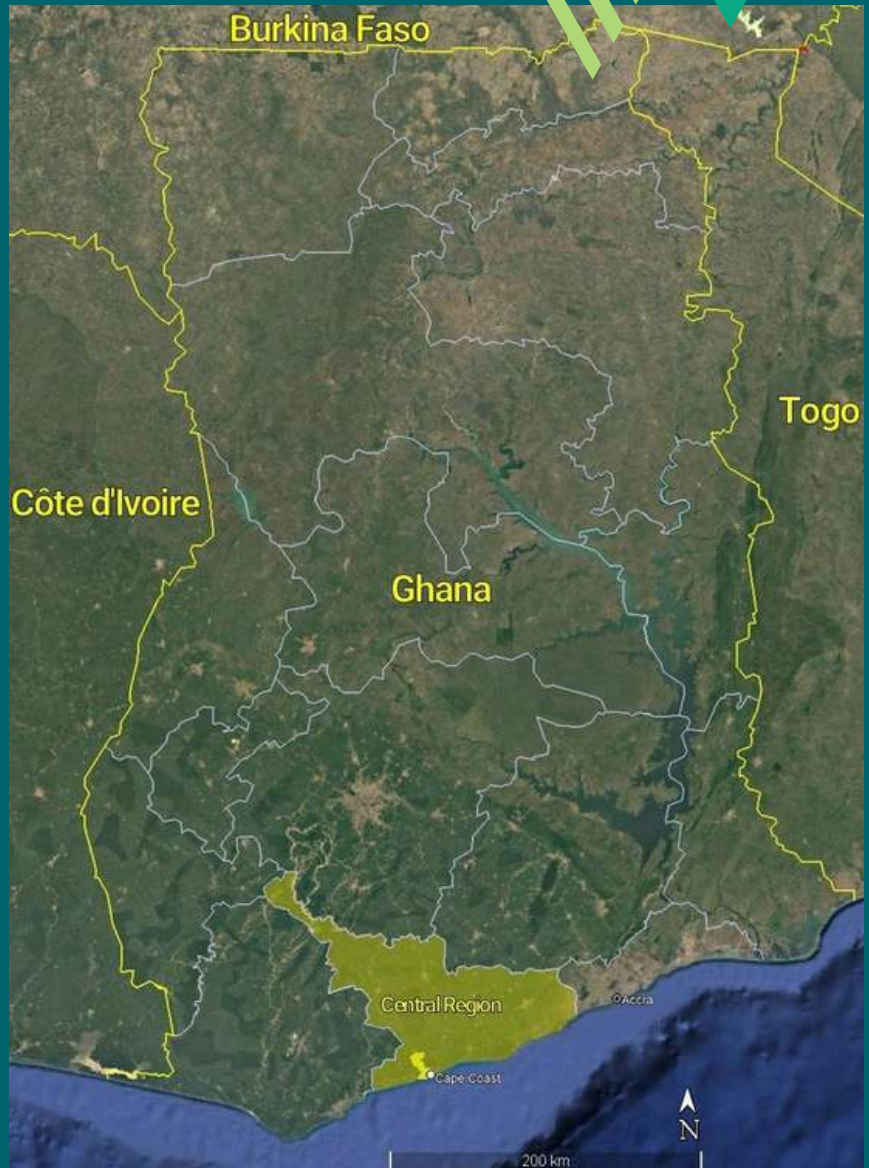 Burkina Faso
Togo
Côte d'Ivoire
Ghana
Central Region
Accra
Cape Coast
N
200 km